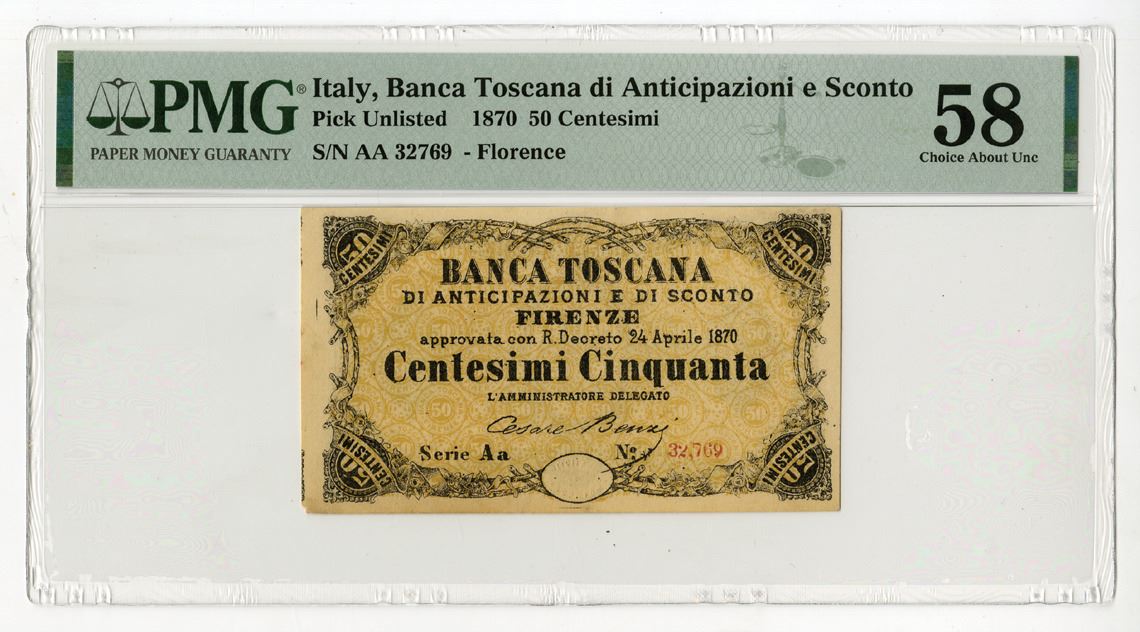 PMG®
PAPER MONEY GUARANTY
Italy, Banca Toscana di Anticipazioni e Sconto
Pick Unlisted 1870 50 Centesimi
S/N AA 32769 - Florence
58
Choice About Unc
50 CENTESIMI
50 CENTESIMI
BANCA TOSCANA
DI ANTICIPAZIONI E DI SCONTO
FIRENZE
approvata con R. Decreto 24 Aprile 1870
Centesimi Cinquanta
L'AMMINISTRATORE DELEGATO
Cesare Benzi
Serie Aa Nº 32,769
50 CENTESIMI
50 CENTESIMI